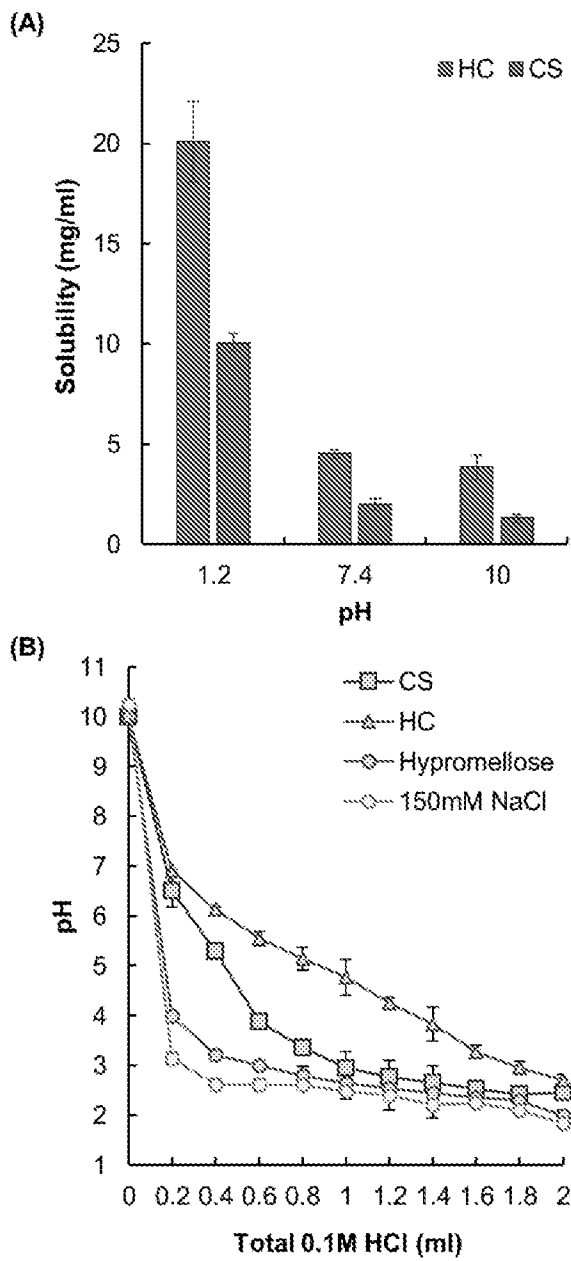 (A)
HC CS
25
20
15
10
5
0
Solubility (mg/ml)
1.2 7.4 10
pH
(B)
CS
HC
Hypromellose
150mM NaCl
11
10
9
8
7
6
5
4
3
2
1
pH
0 0.2 0.4 0.6 0.8 1 1.2 1.4 1.6 1.8 2
Total 0.1M HCl (ml)